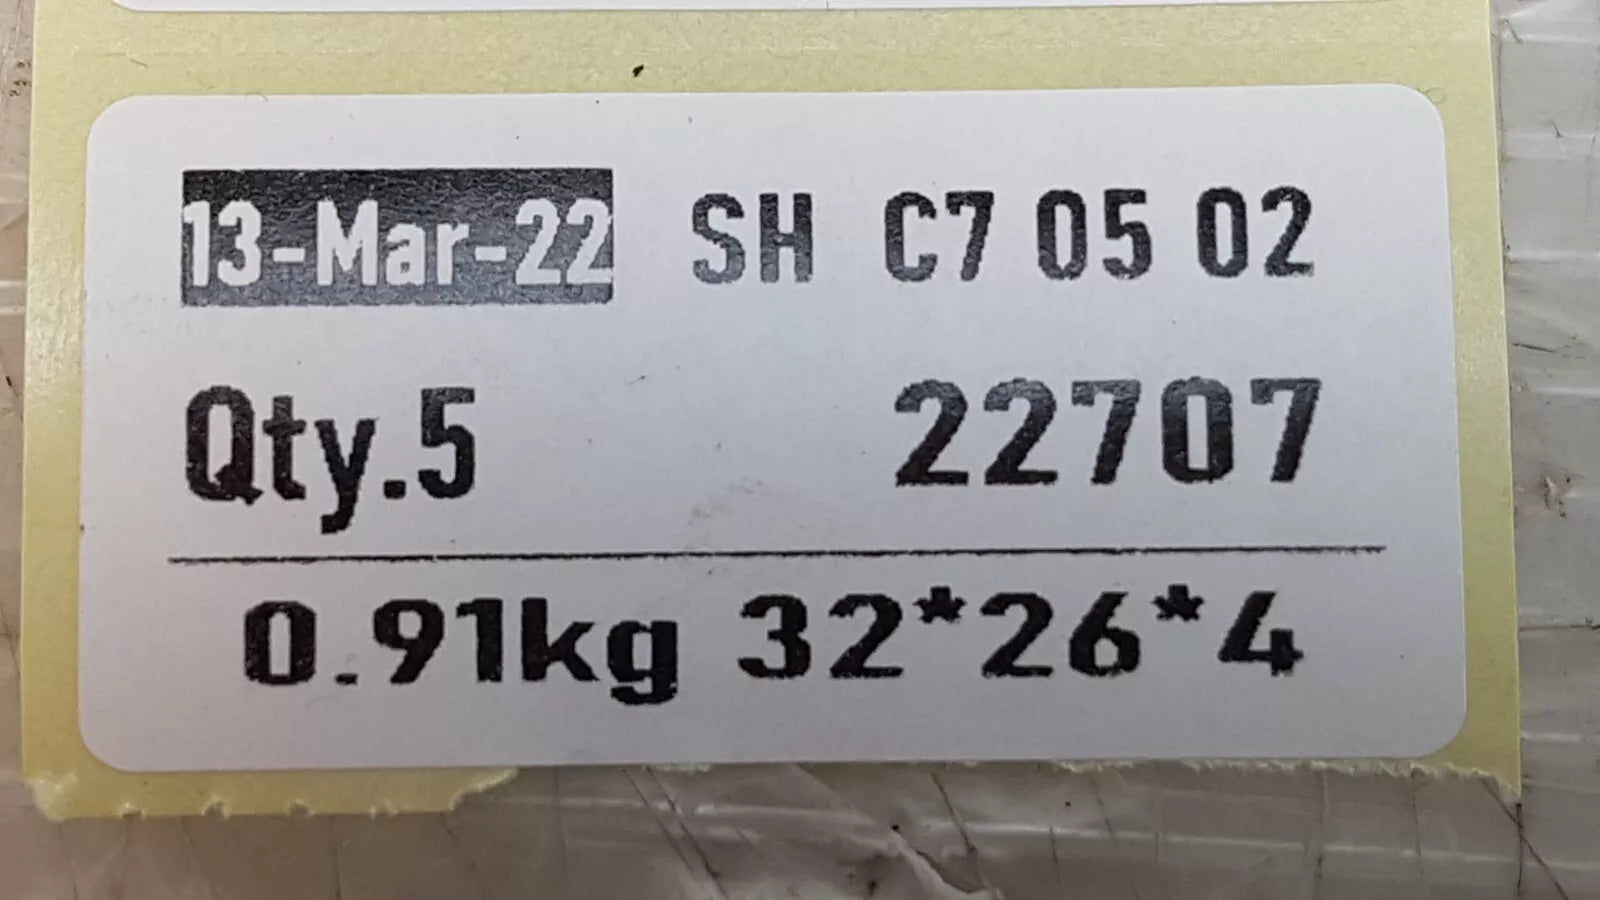 13-Mar-22 SH C7 05 02
Qty.5 22707
0.91kg 32*26*4